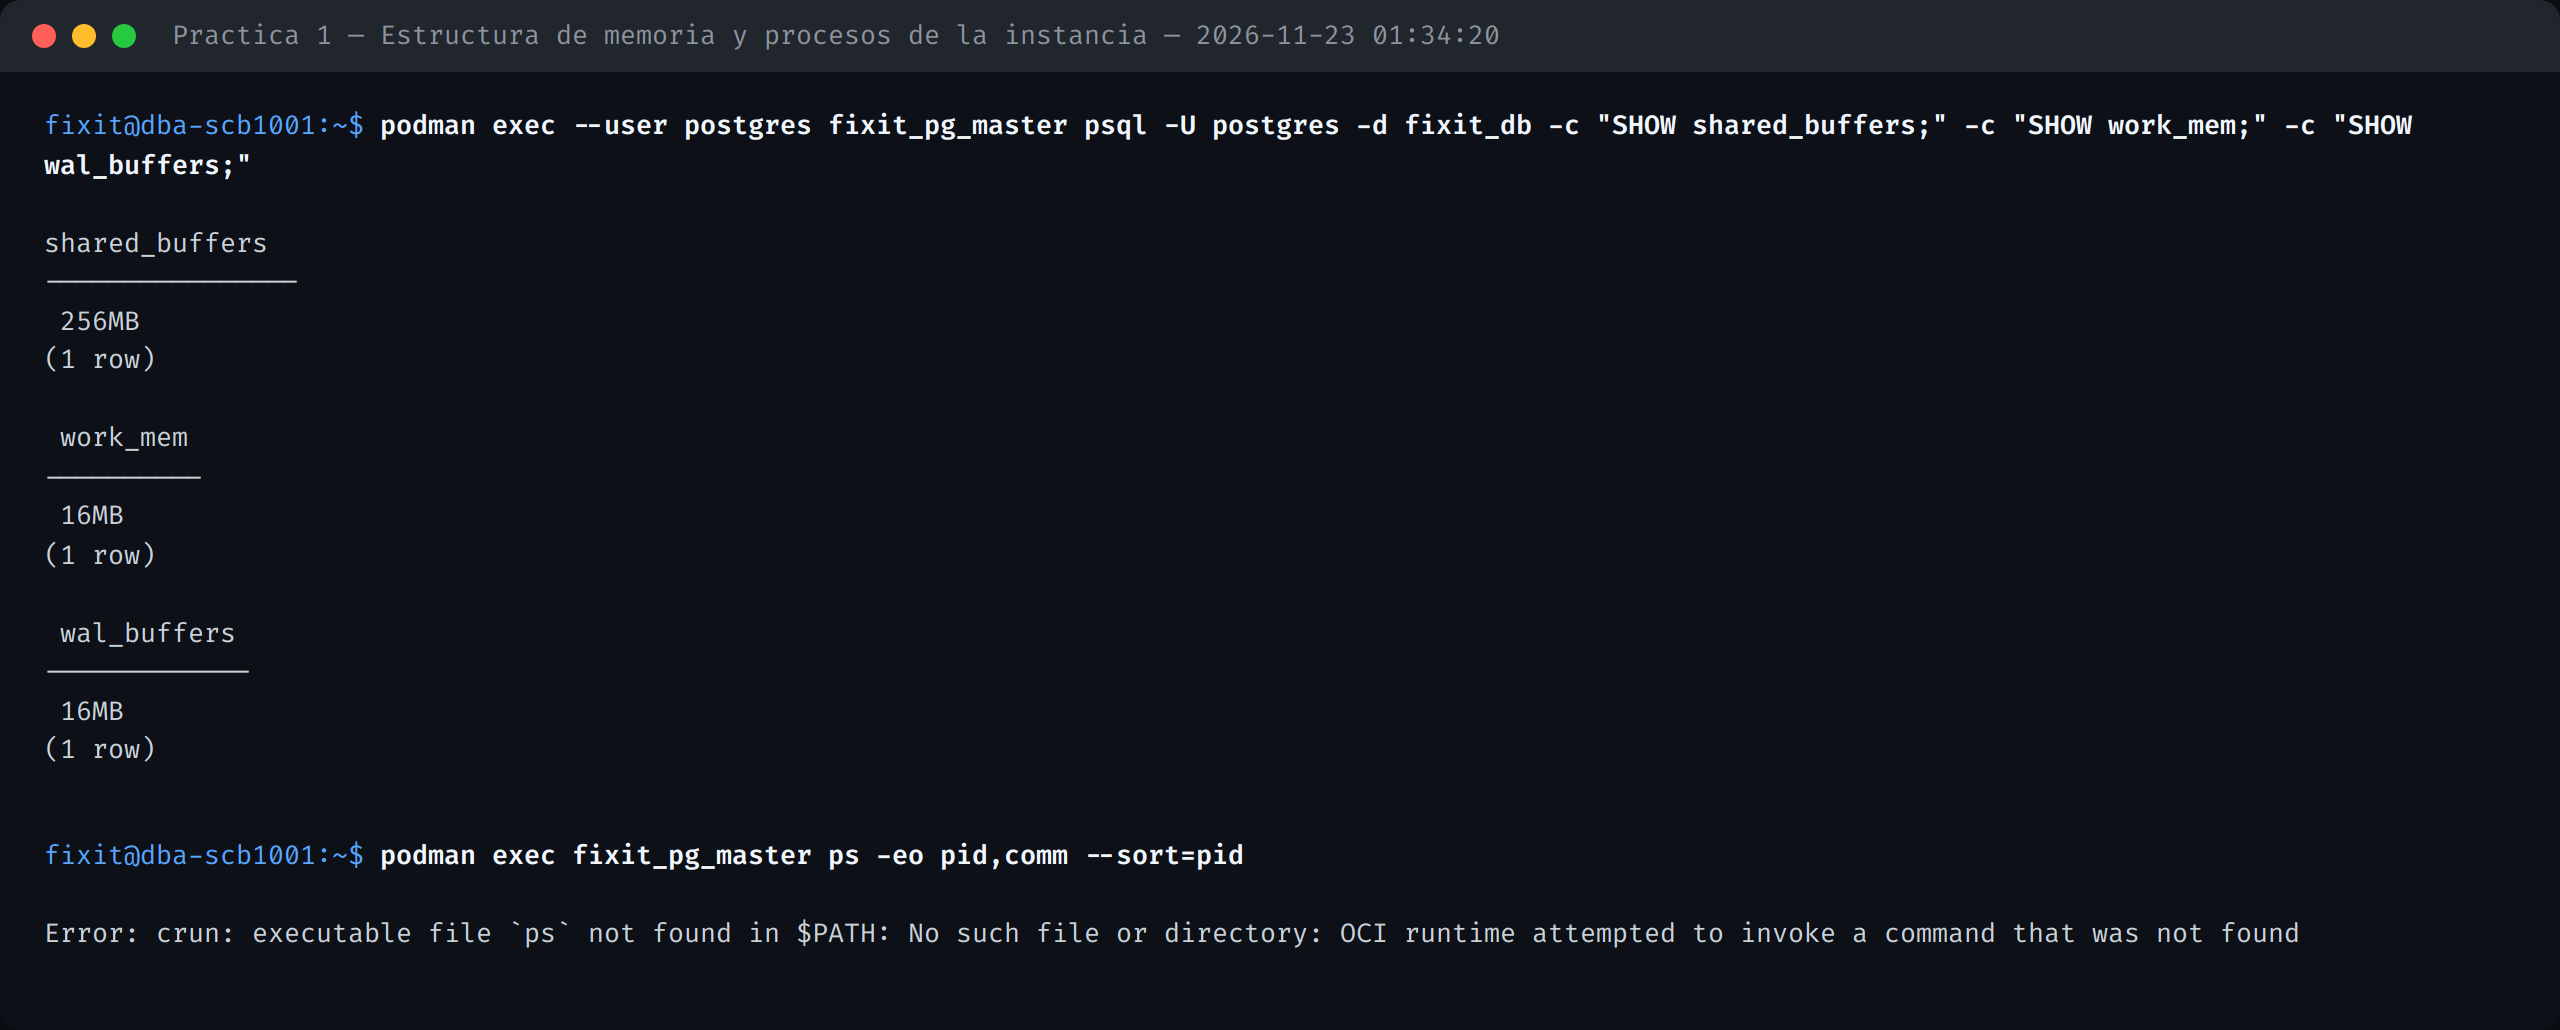 Practica 1 — Estructura de memoria y procesos de la instancia — 2026-11-23 01:34:20
fixit@dba-scb1001:~$ podman exec --user postgres fixit_pg_master psql -U postgres -d fixit_db -c "SHOW shared_buffers;" -c "SHOW work_mem;" -c "SHOW
wal_buffers;"
shared_buffers
----------------
256MB
(1 row)
work_mem
----------
16MB
(1 row)
wal_buffers
-------------
16MB
(1 row)
fixit@dba-scb1001:~$ podman exec fixit_pg_master ps -eo pid,comm --sort=pid
Error: crun: executable file `ps` not found in $PATH: No such file or directory: OCI runtime attempted to invoke a command that was not found